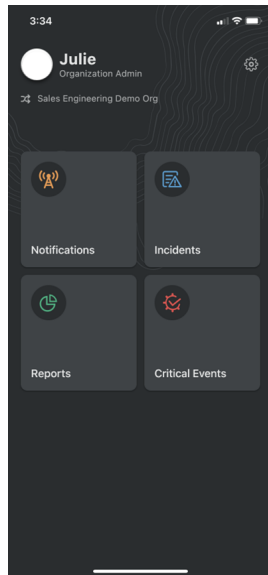 3:34
Julie
Organization Admin
Sales Engineering Demo Org
Notifications
Incidents
Reports
Critical Events